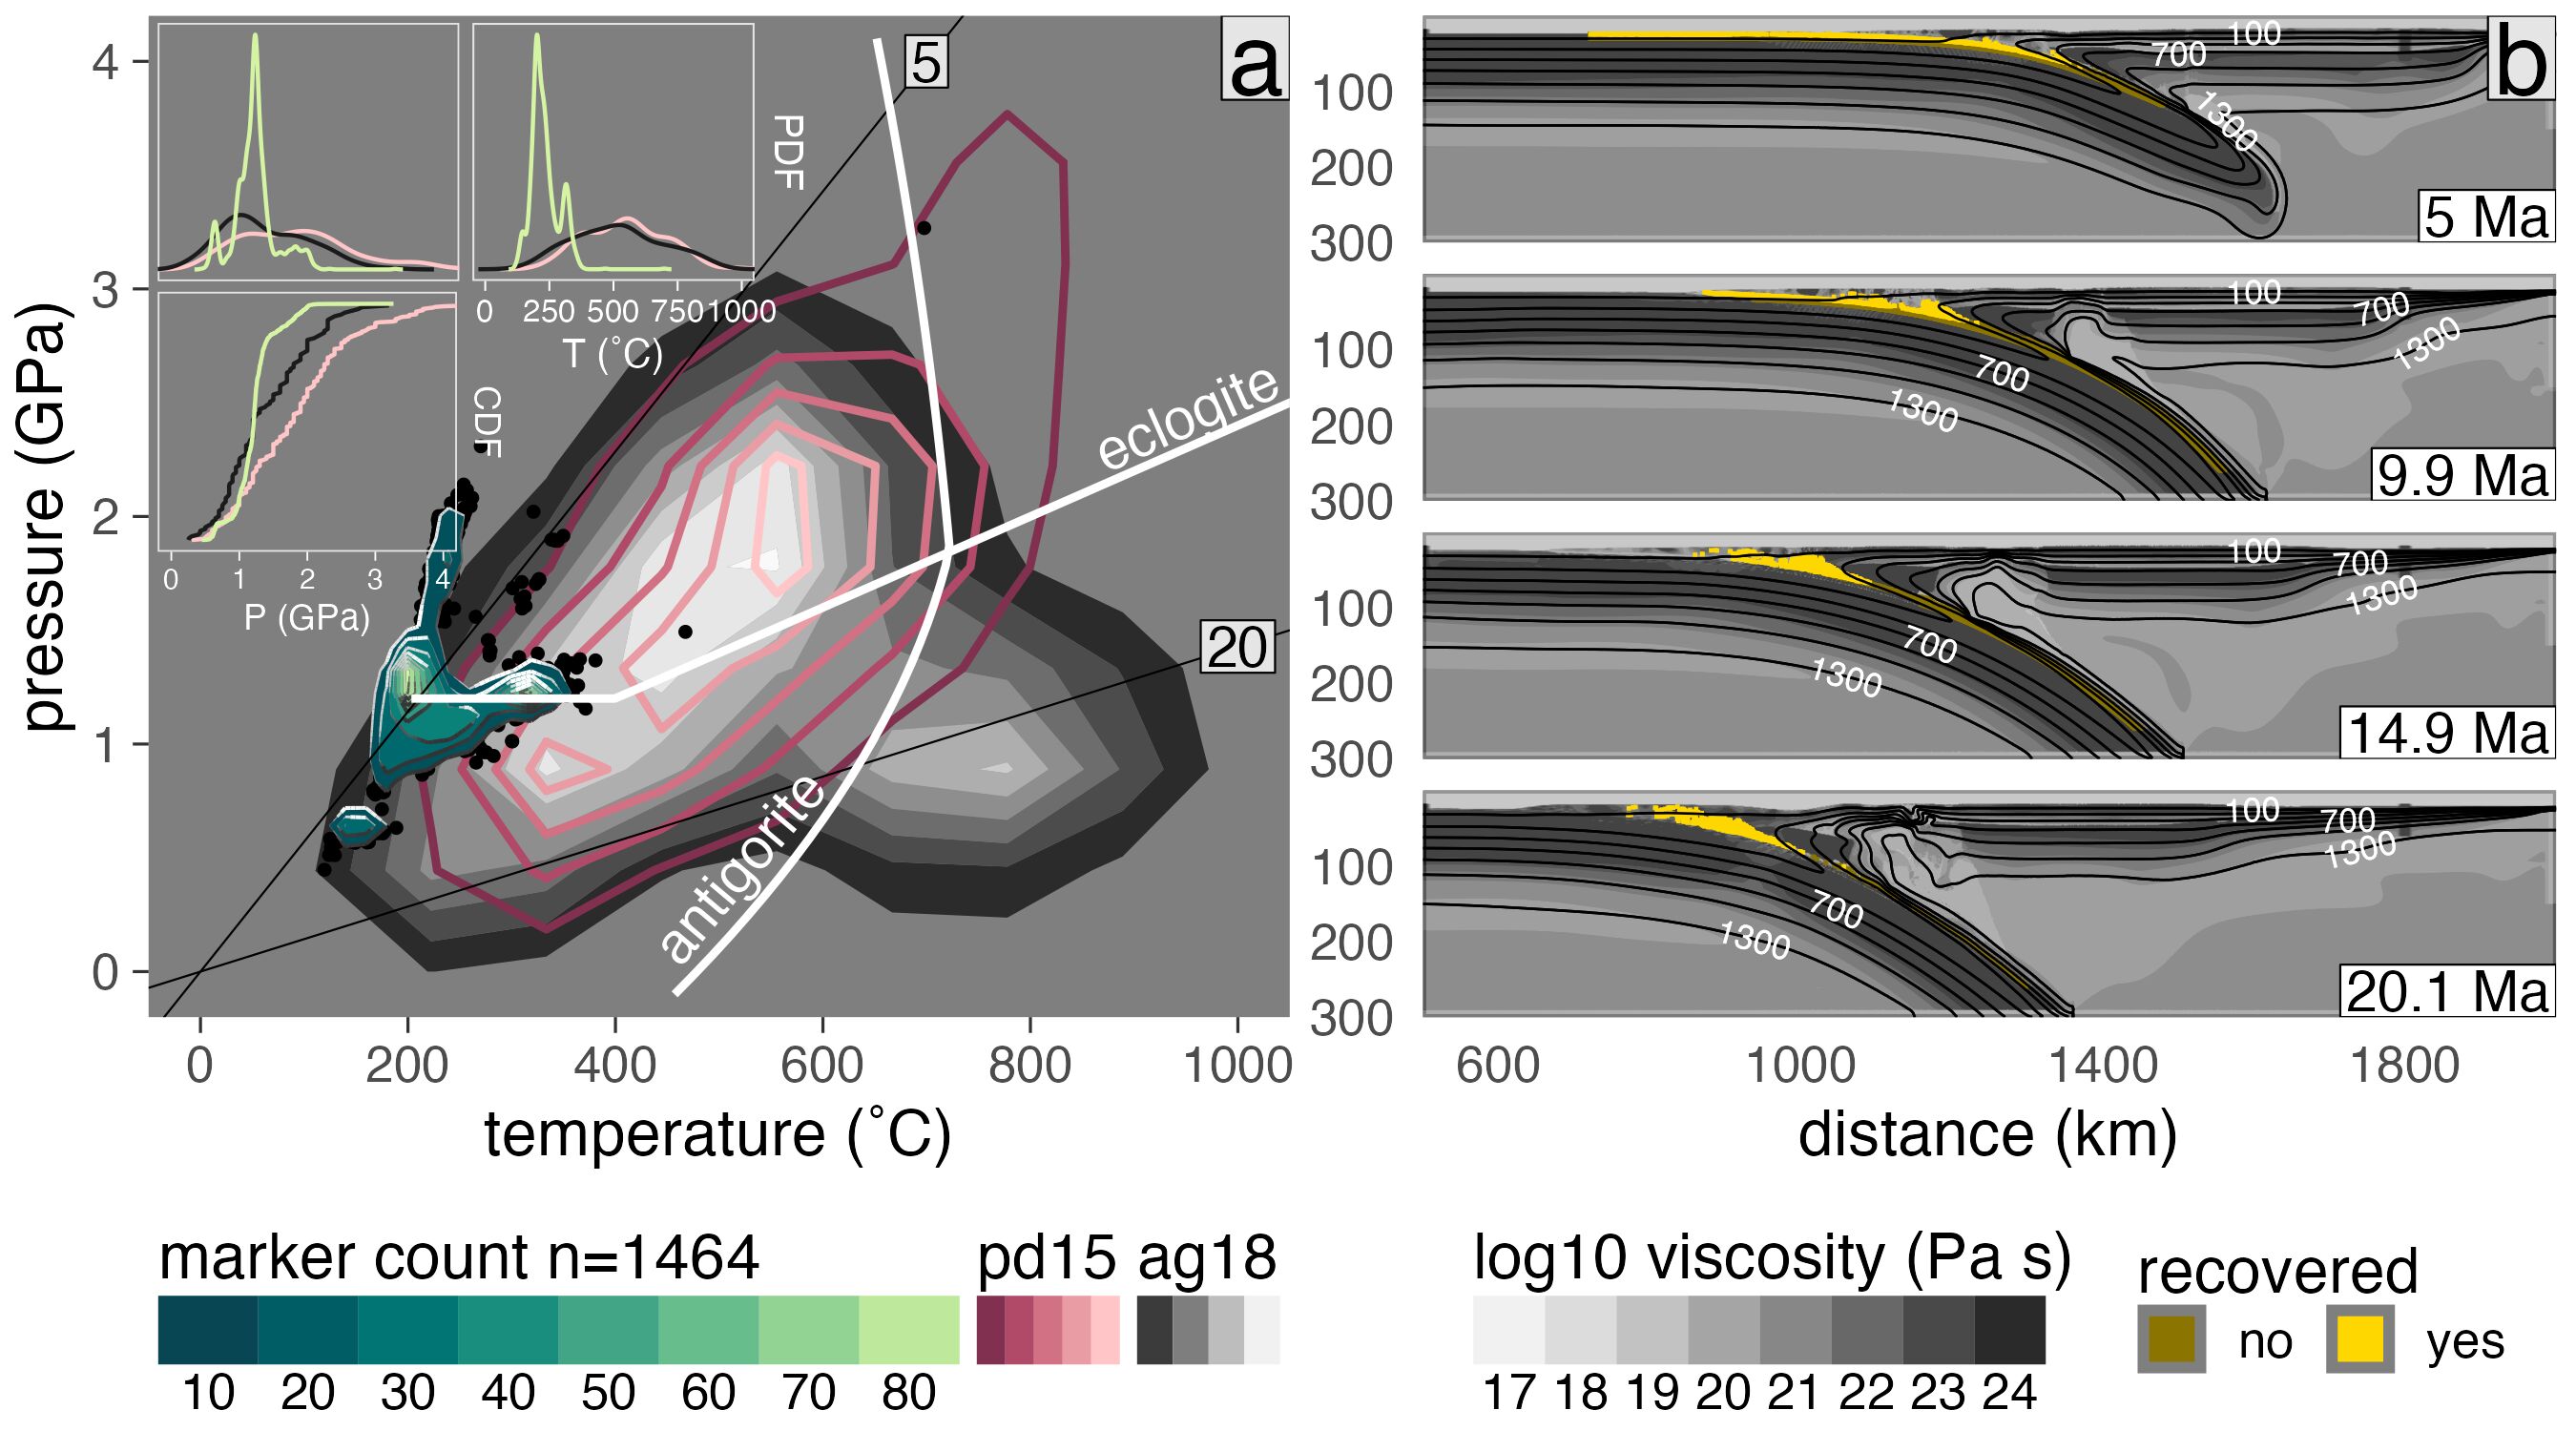 a
4
3
2
1
0
pressure (GPa)
0
200
400
600
800
1000
temperature (˚C)
5
20
eclogite
antigorite
PDF
0 250 500 750 1000
T (˚C)
CDF
0 1 2 3 4
P (GPa)
b
100
200
300
100
700
1300
5 Ma
100
200
300
100
700
1300
700
1300
9.9 Ma
100
200
300
100
700
1300
700
1300
14.9 Ma
100
200
300
100
700
1300
700
1300
20.1 Ma
600 1000 1400 1800
distance (km)
marker count n=1464
10 20 30 40 50 60 70 80
pd15 ag18
log10 viscosity (Pa s)
17 18 19 20 21 22 23 24
recovered
no yes